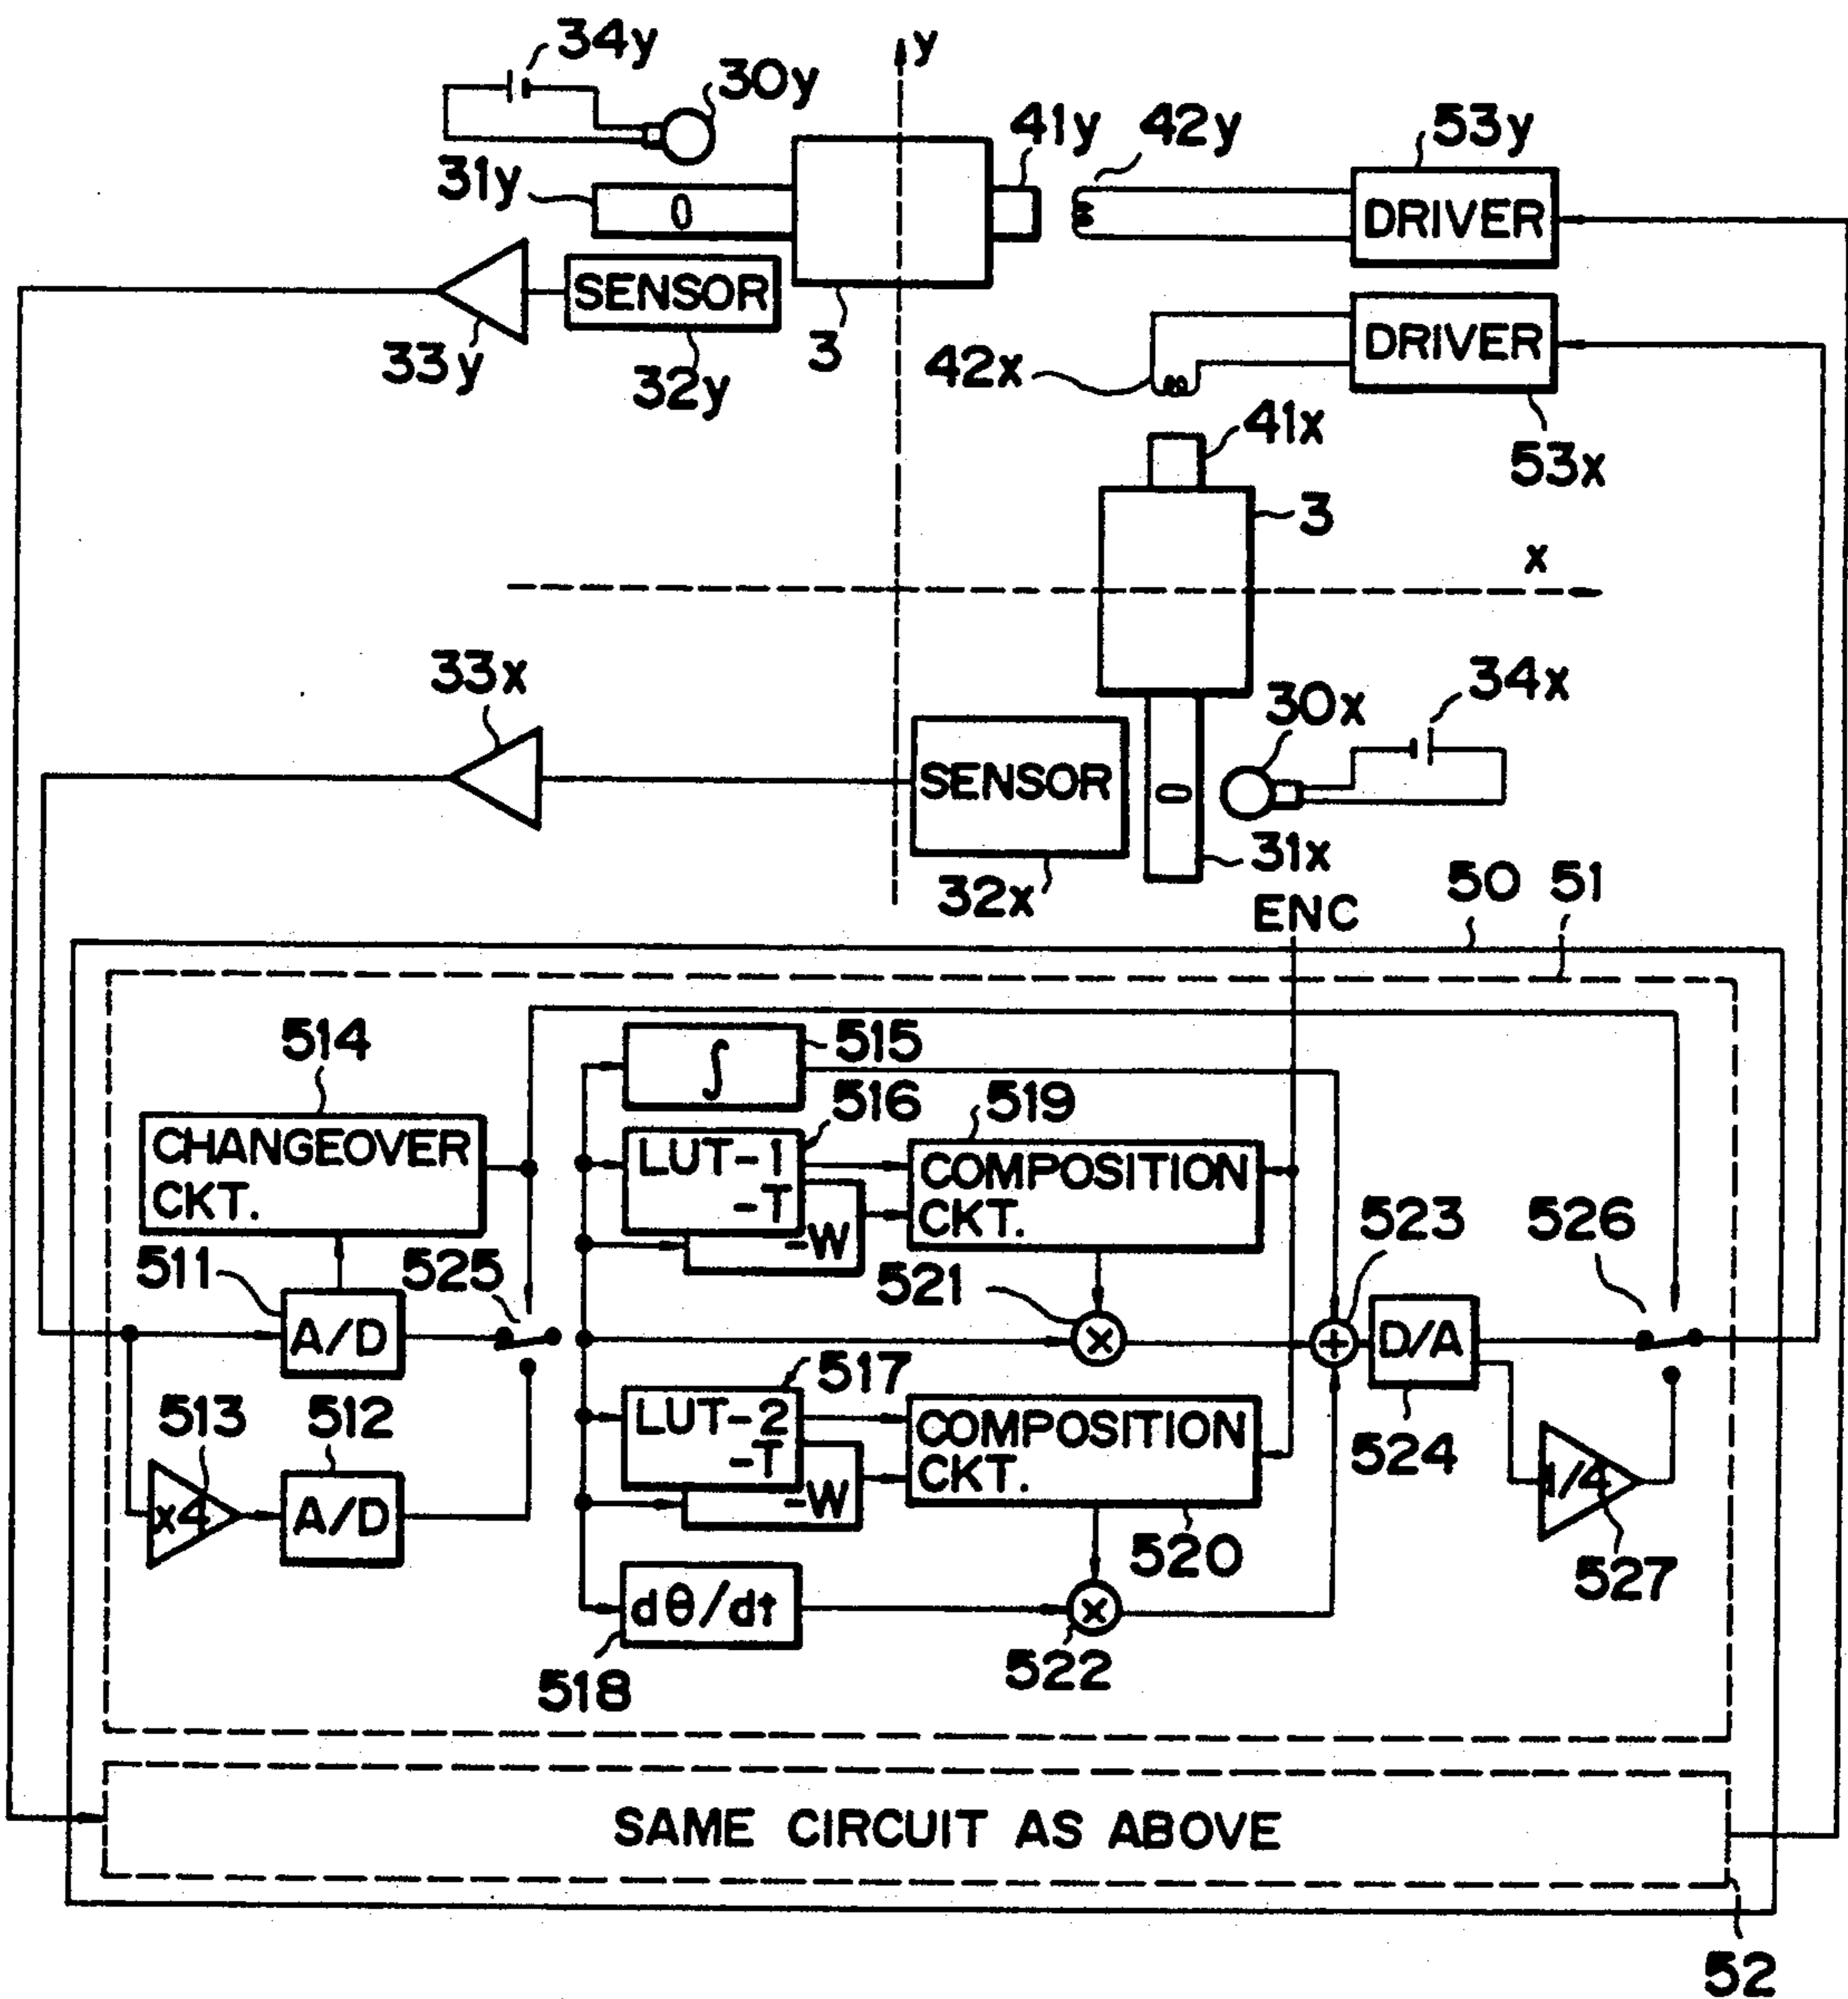 34y
y
30y
41y
42y
53y
31y
0
DRIVER
SENSOR
33y
32y
3
42x
DRIVER
41x
53x
3
x
33x
30x
34x
SENSOR
0
31x
32x
ENC
50
51
514
∫
515
516
519
CHANGEOVER
CKT.
LUT-1
-T
-W
COMPOSITION
CKT.
523
526
511
525
521
A/D
×
+
D/A
513
512
517
LUT-2
-T
-W
COMPOSITION
CKT.
524
x4
A/D
1/4
520
527
dθ/dt
×
518
522
SAME CIRCUIT AS ABOVE
52